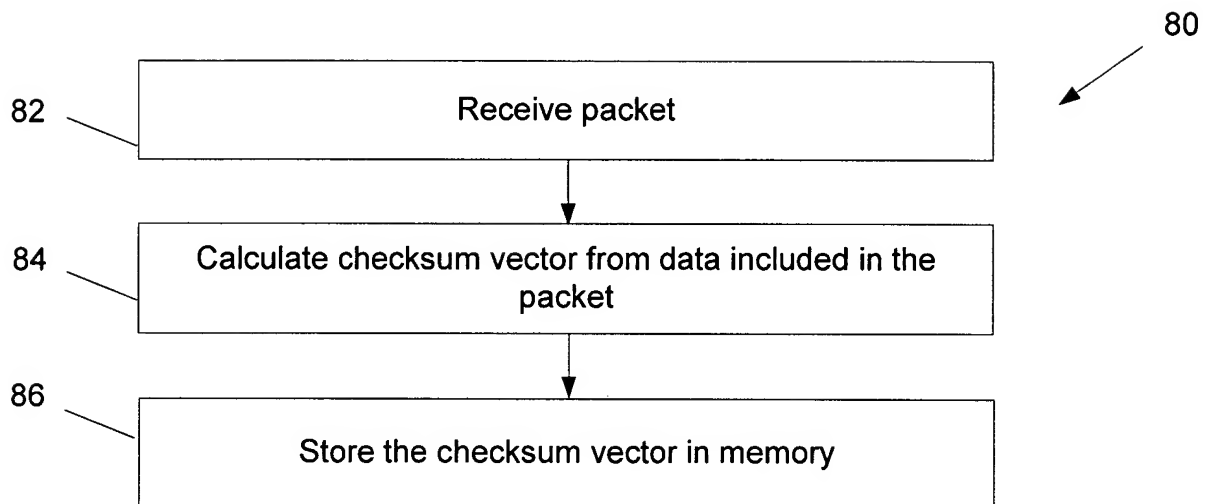 80
82
Receive packet
84
Calculate checksum vector from data included in the
packet
86
Store the checksum vector in memory